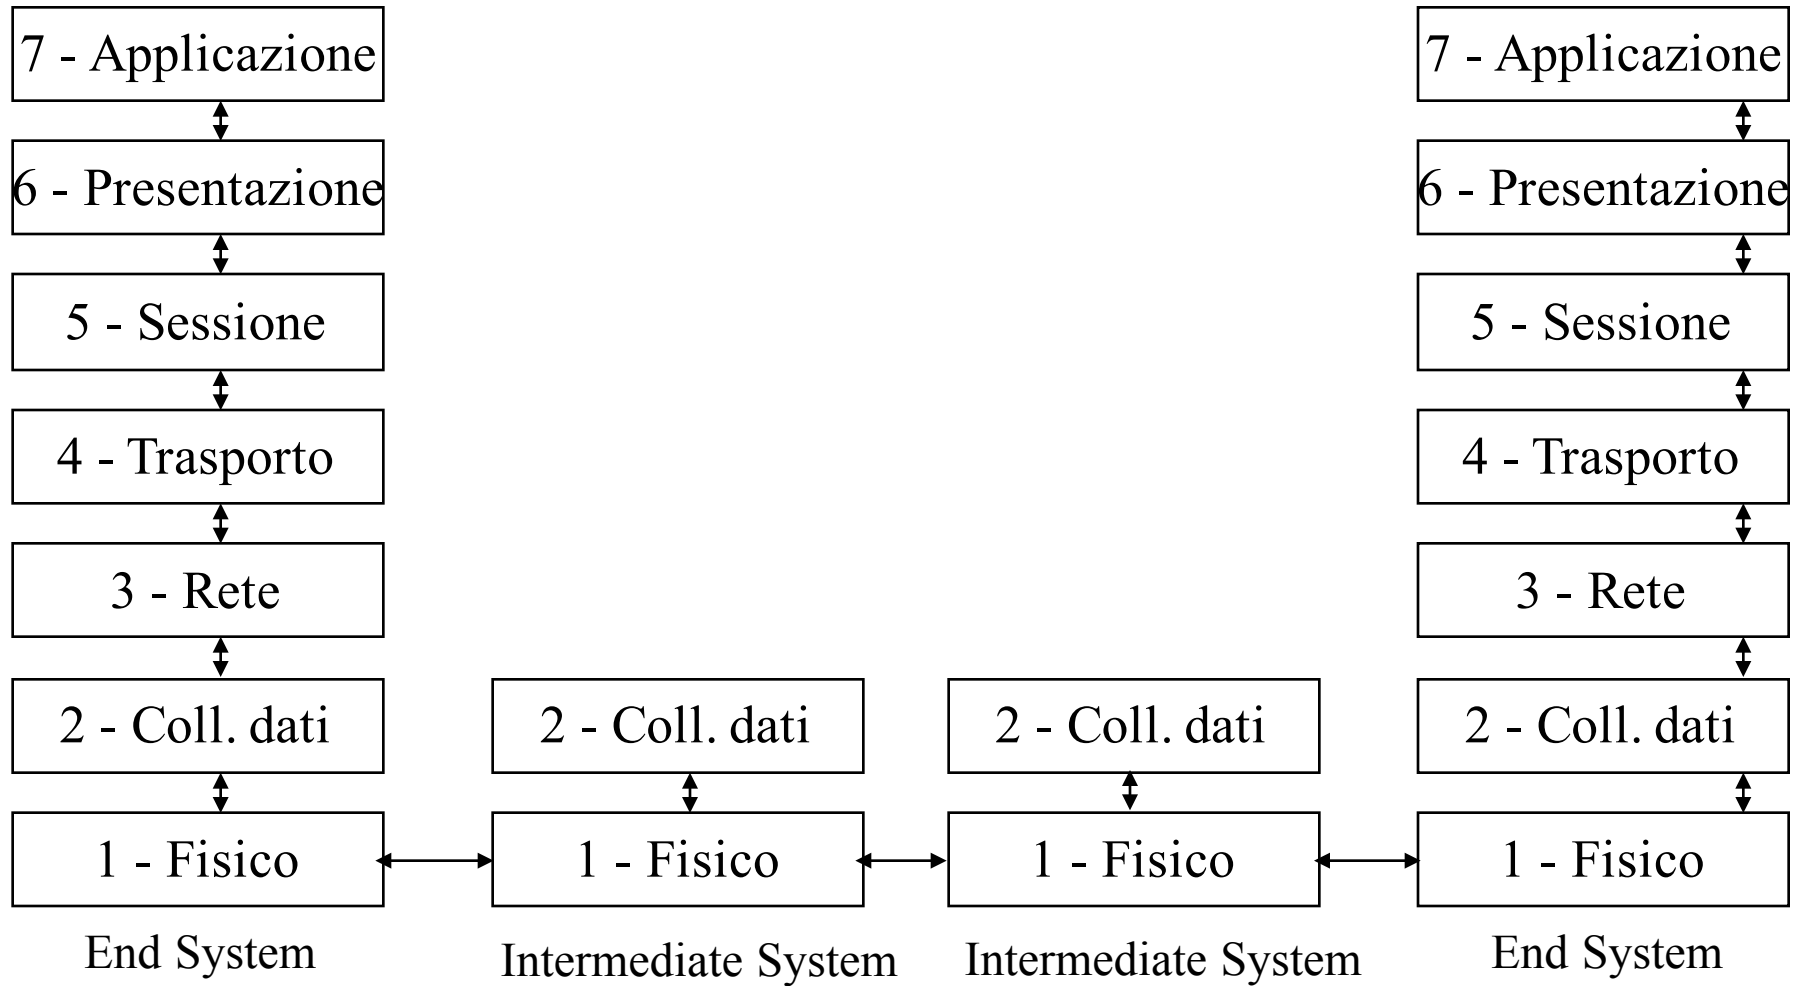 7 - Applicazione
6 - Presentazione
5 - Sessione
4 - Trasporto
3 - Rete
2 - Coll. dati
1 - Fisico
End System
2 - Coll. dati
1 - Fisico
Intermediate System
2 - Coll. dati
1 - Fisico
Intermediate System
7 - Applicazione
6 - Presentazione
5 - Sessione
4 - Trasporto
3 - Rete
2 - Coll. dati
1 - Fisico
End System